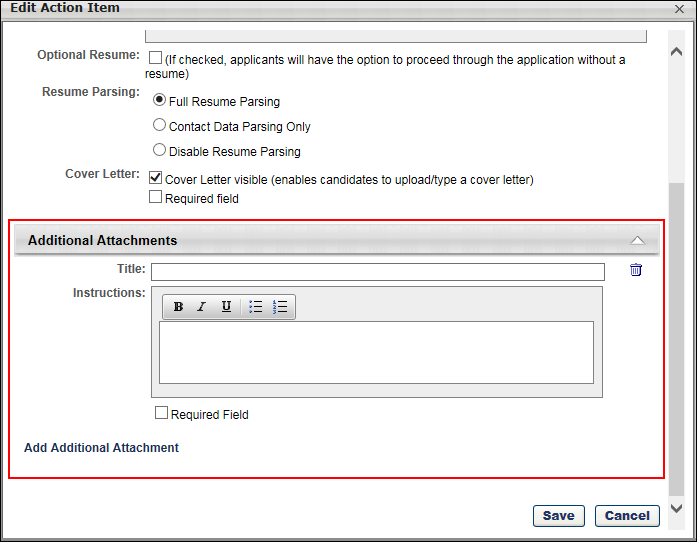 Edit Action Item
Optional Resume: (If checked, applicants will have the option to proceed through the application without a
resume)
Resume Parsing: Full Resume Parsing
Contact Data Parsing Only
Disable Resume Parsing
Cover Letter: Cover Letter visible (enables candidates to upload/type a cover letter)
Required field
Additional Attachments
Title:
Instructions:
B I U
Required Field
Add Additional Attachment
Save Cancel